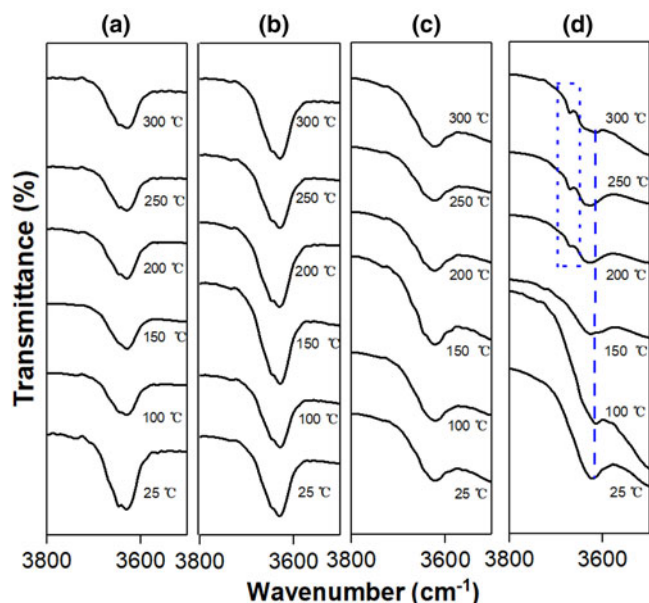 (a) (b) (c) (d)
300 ℃ 300 ℃ 300 ℃ 300 ℃
250 ℃ 250 ℃ 250 ℃ 250 ℃
200 ℃ 200 ℃ 200 ℃ 200 ℃
150 ℃ 150 ℃ 150 ℃ 150 ℃
100 ℃ 100 ℃ 100 ℃ 100 ℃
25 ℃ 25 ℃ 25 ℃ 25 ℃
Transmittance (%)
3800 3600 3800 3600 3800 3600 3800 3600
Wavenumber (cm⁻¹)